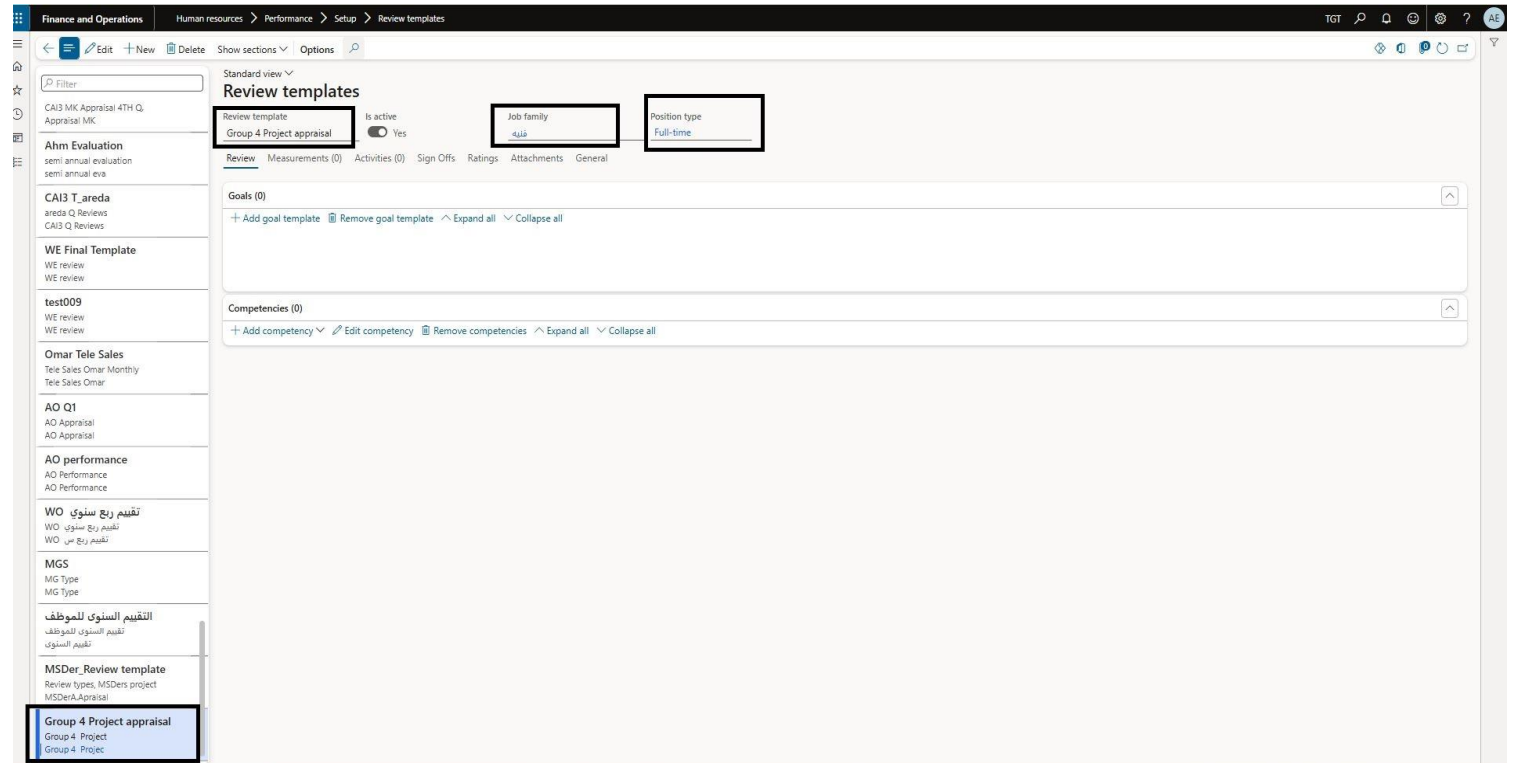 Finance and Operations Human resources > Performance > Setup > Review templates TGT ? AE
Edit + New Delete Show sections Options
Filter
CAI3 MK Appraisal 4TH Q,
Appraisal MK
Ahm Evaluation
semi annual evaluation
semi annual eva
CAI3 T_areda
areda Q Reviews
CAI3 Q Reviews
WE Final Template
WE review
WE review
test009
WE review
WE review
Omar Tele Sales
Tele Sales Omar Monthly
Tele Sales Omar
AO Q1
AO Appraisal
AO Appraisal
AO performance
AO Performance
AO Performance
WO تقييم ربع سنوي
WO تقييم ربع سنوي
WO تقييم ربع س
MGS
MG Type
MG Type
التقييم السنوى للموظف
تقييم السنوى للموظف
تقييم السنوى
MSDer_Review template
Review types, MSDers project
MSDerA.Apraisal
Group 4 Project appraisal
Group 4 Project
Group 4 Projec
Standard view
Review templates
Review template Is active Job family Position type
Group 4 Project appraisal Yes فنيه Full-time
Review Measurements (0) Activities (0) Sign Offs Ratings Attachments General
Goals (0)
+ Add goal template Remove goal template Expand all Collapse all
Competencies (0)
+ Add competency Edit competency Remove competencies Expand all Collapse all